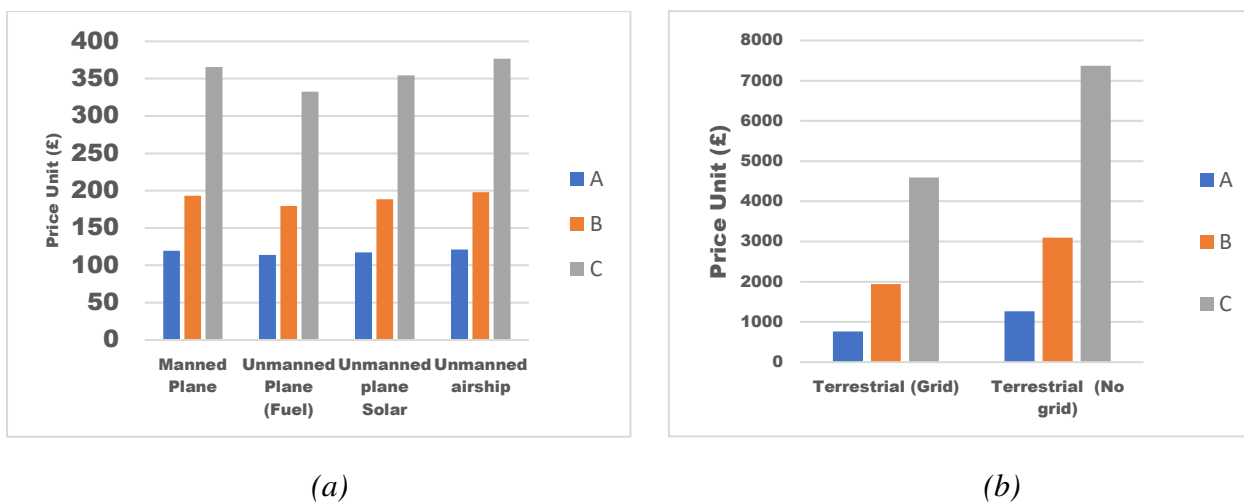 Price Unit (£)
400
350
300
250
200
150
100
50
0
Manned Plane
Unmanned Plane (Fuel)
Unmanned plane Solar
Unmanned airship
A
B
C
(a)
Price Unit (£)
8000
7000
6000
5000
4000
3000
2000
1000
0
Terrestrial (Grid)
Terrestrial (No grid)
A
B
C
(b)